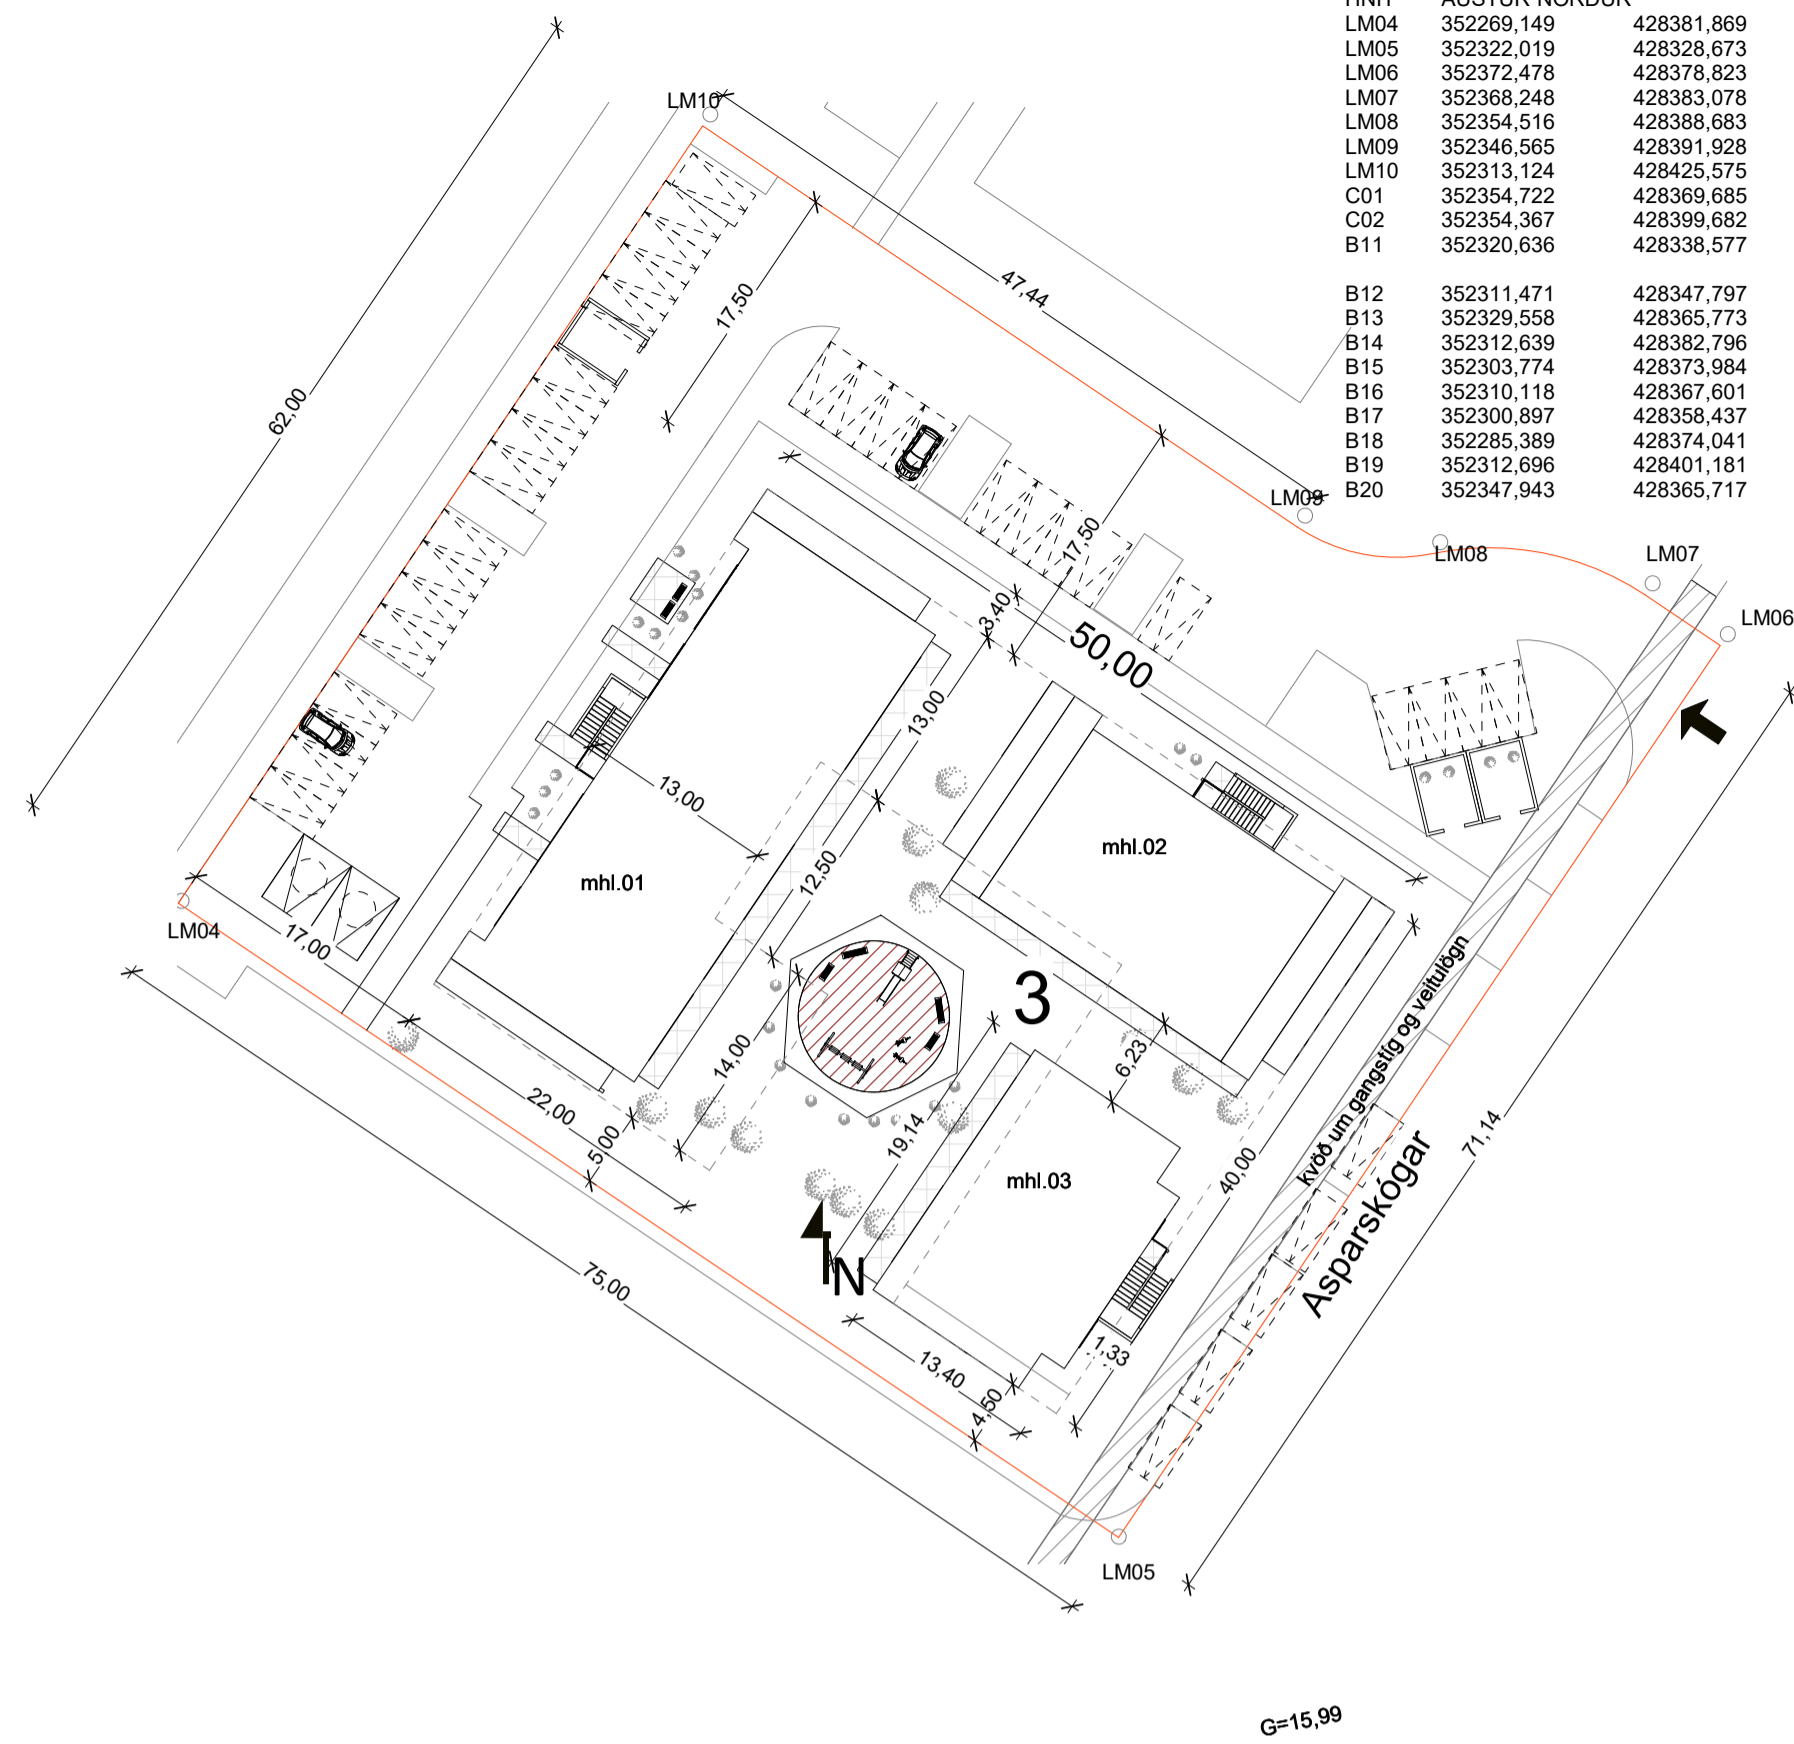 HNIT AUSTUR NORÐUR
LM04 352269,149 428381,869
LM05 352322,019 428328,673
LM06 352372,478 428378,823
LM07 352368,248 428383,078
LM08 352354,516 428388,683
LM09 352346,565 428391,928
LM10 352313,124 428425,575
C01 352354,722 428369,685
C02 352354,367 428399,682
B11 352320,636 428338,577
B12 352311,471 428347,797
B13 352329,558 428365,773
B14 352312,639 428382,796
B15 352303,774 428373,984
B16 352310,118 428367,601
B17 352300,897 428358,437
B18 352285,389 428374,041
B19 352312,696 428401,181
B20 352347,943 428365,717
LM10
47,44
17,50
62,00
LM09
LM08
LM07
LM06
17,50
3,40
50,00
13,00
13,00
mhl.02
12,50
mhl.01
LM04
17,00
3
kvöð um gangstíg og veitulögn
14,00
6,23
22,00
19,14
5,00
40,00
71,14
Asparskógar
mhl.03
N
75,00
1,33
13,40
4,50
LM05
G=15,99